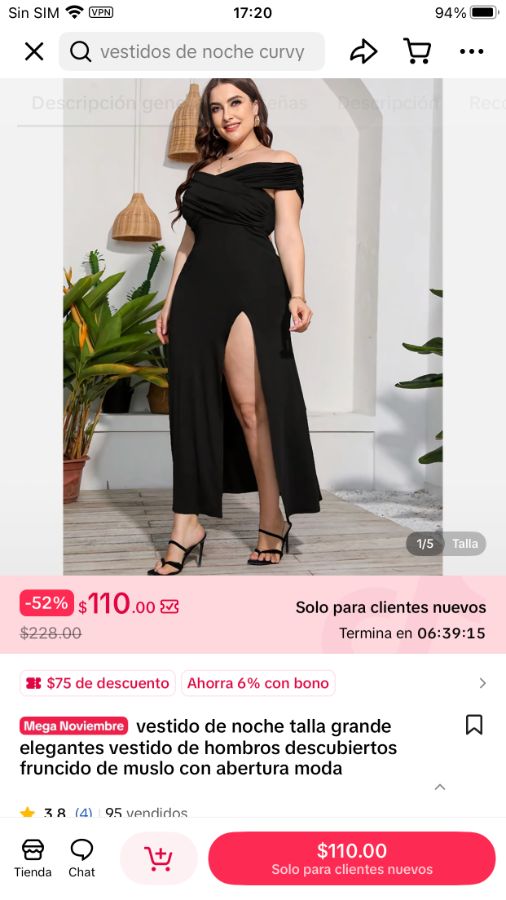 Sin SIM VPN 17:20 94%
vestidos de noche curvy
Descripción gene eñas Descripción Reco
1/5 Talla
-52% $110.00 Solo para clientes nuevos
$228.00 Termina en 06:39:15
$75 de descuento Ahorra 6% con bono
Mega Noviembre vestido de noche talla grande
elegantes vestido de hombros descubiertos
fruncido de muslo con abertura moda
3.8 (4) 95 vendidos
Tienda Chat $110.00
Solo para clientes nuevos